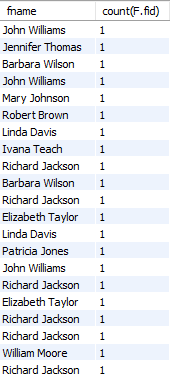 fname count(F.fid)
John Williams 1
Jennifer Thomas 1
Barbara Wilson 1
John Williams 1
Mary Johnson 1
Robert Brown 1
Linda Davis 1
Ivana Teach 1
Richard Jackson 1
Barbara Wilson 1
Richard Jackson 1
Elizabeth Taylor 1
Linda Davis 1
Patricia Jones 1
John Williams 1
Richard Jackson 1
Elizabeth Taylor 1
Richard Jackson 1
Richard Jackson 1
William Moore 1
Richard Jackson 1